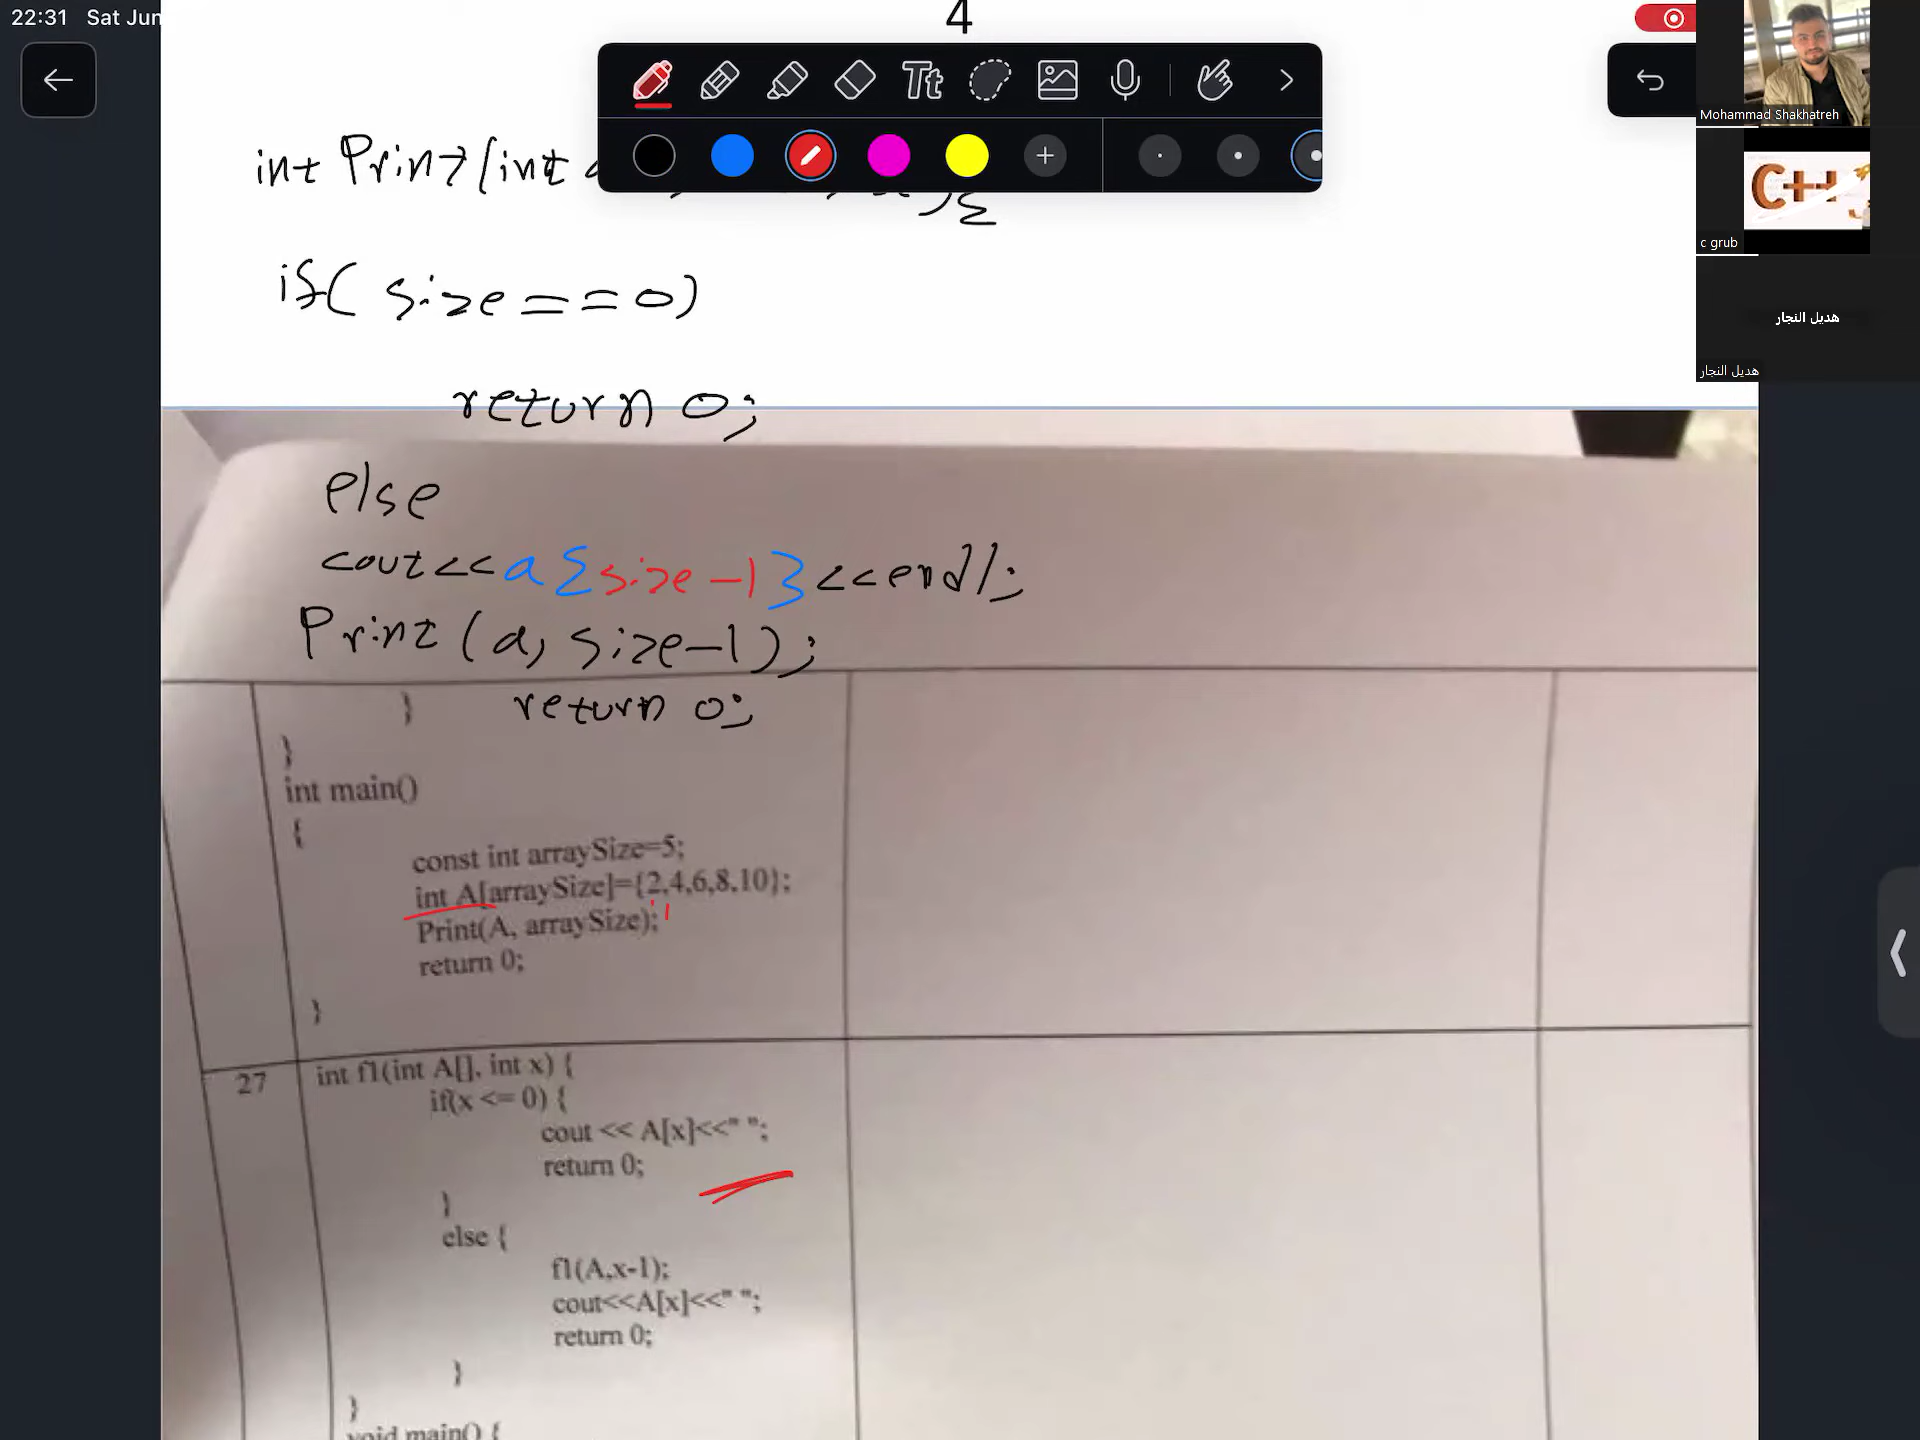 22:31 Sat Jun
4
Tt
Mohammad Shakhatreh
C++
c grub
هديل النجار
هديل النجار
int Print(int
if( size==0)
return 0;
else
cout<<a{size-1}<<endl;
Print(a, size-1);
} return 0;
}
int main()
{
const int arraySize=5;
int A[arraySize]={2,4,6,8,10};
Print(A, arraySize);
return 0;
}
27
int f1(int A[], int x) {
if(x <= 0) {
cout << A[x]<<" ";
return 0;
}
else {
f1(A,x-1);
cout<<A[x]<<" ";
return 0;
}
}
void main() {